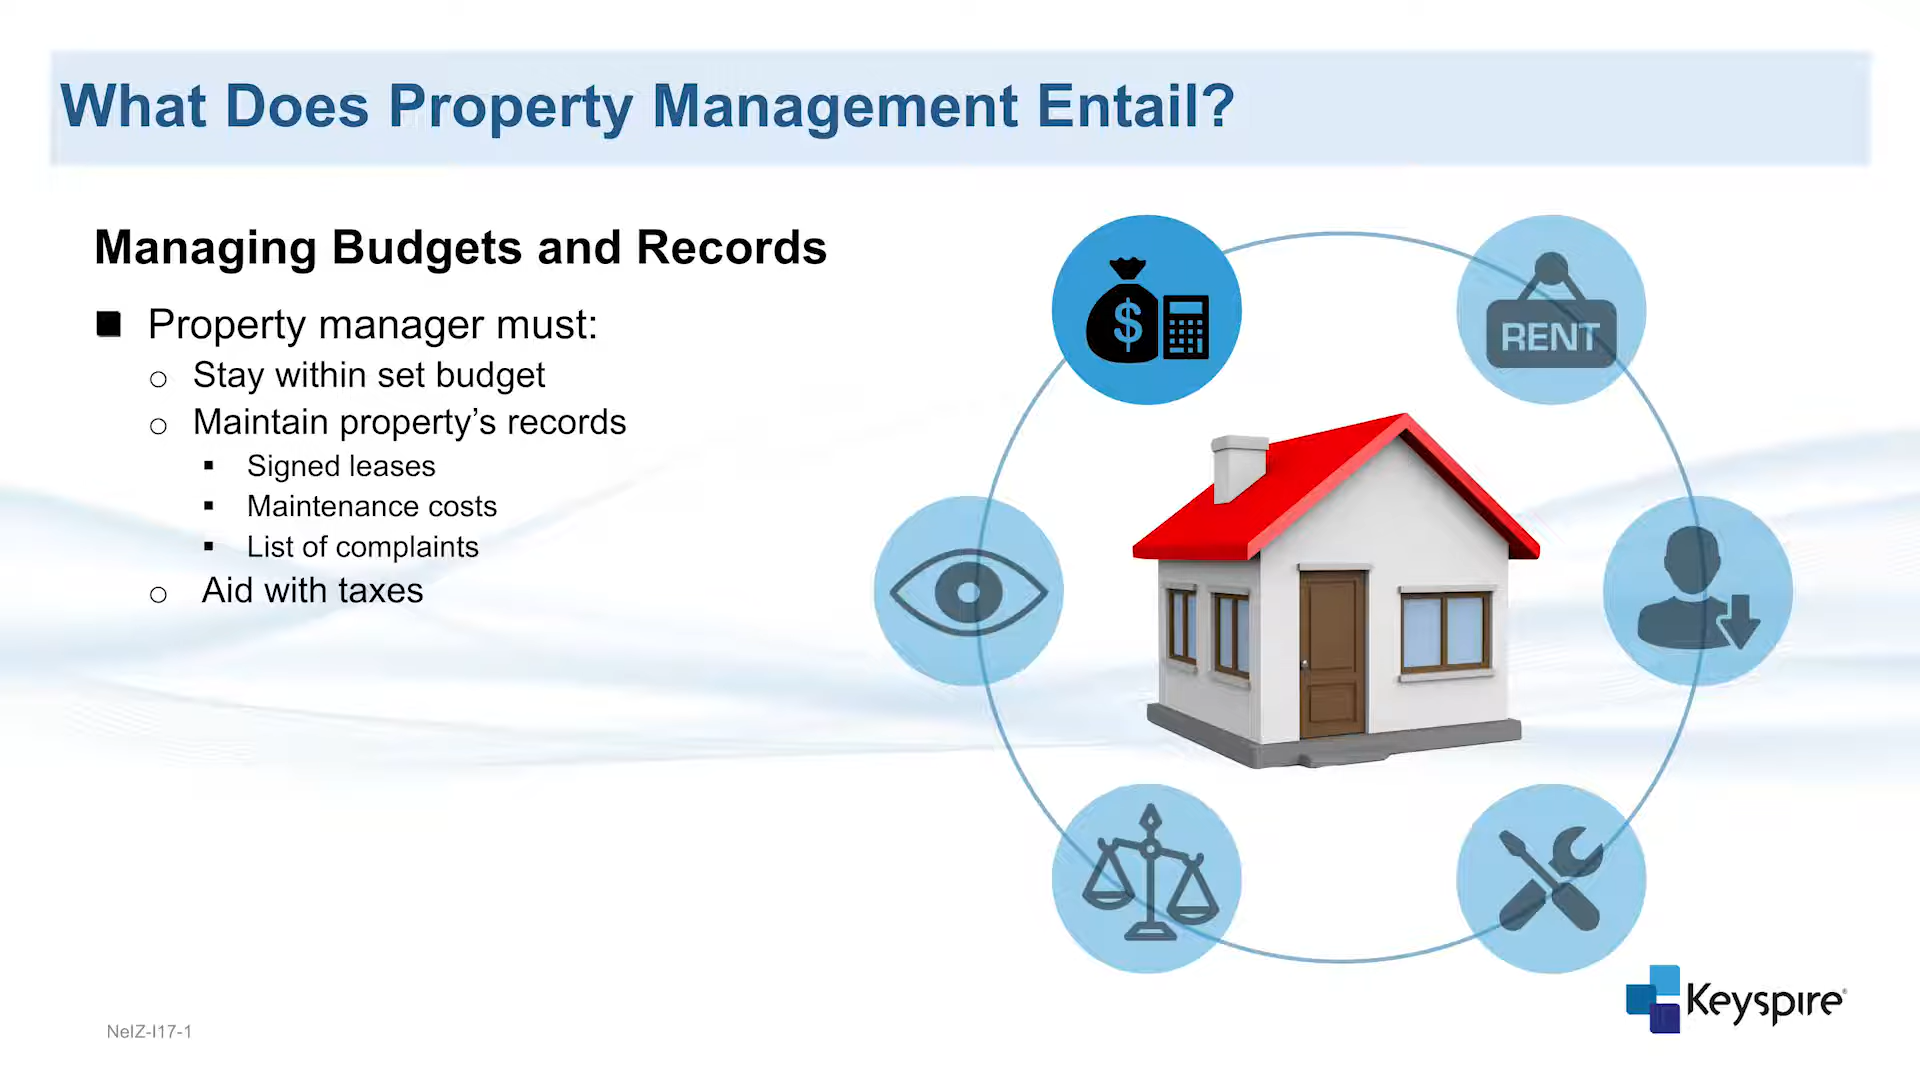 What Does Property Management Entail?
Managing Budgets and Records
Property manager must:
Stay within set budget
Maintain property’s records
Signed leases
Maintenance costs
List of complaints
Aid with taxes
$
RENT
Keyspire®
NeIZ-I17-1